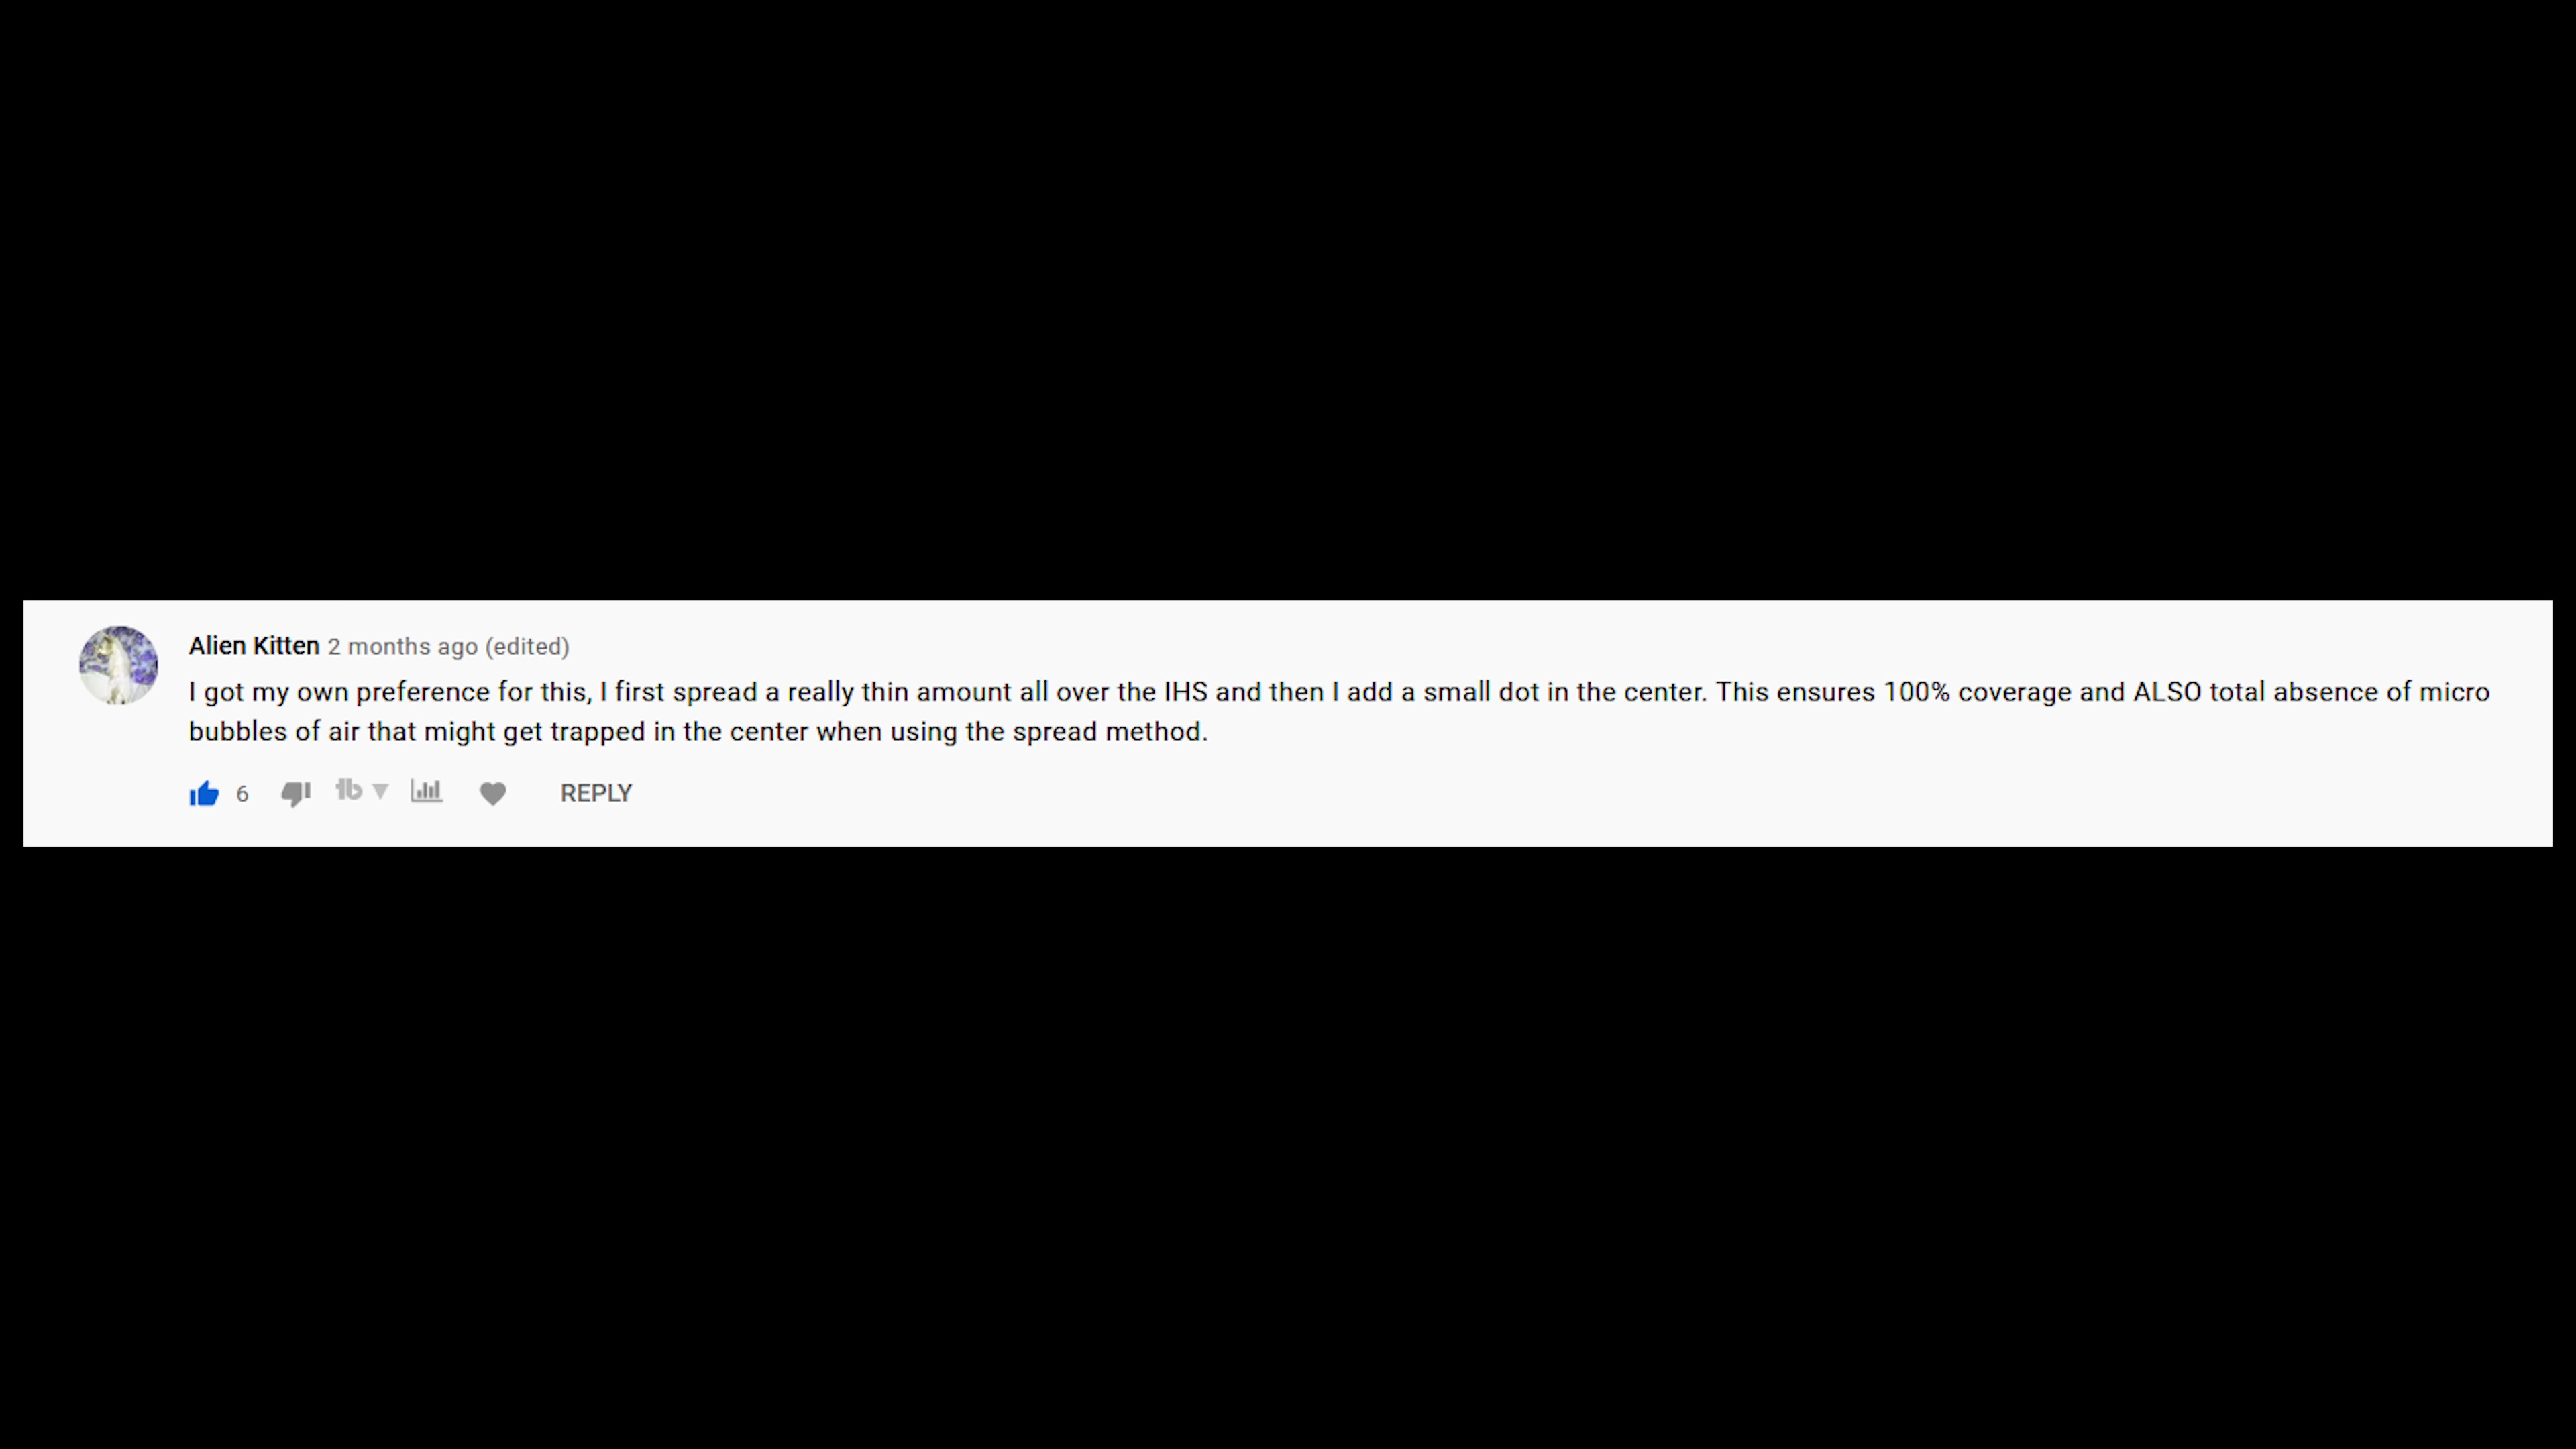 Alien Kitten 2 months ago (edited)
I got my own preference for this, I first spread a really thin amount all over the IHS and then I add a small dot in the center. This ensures 100% coverage and ALSO total absence of micro
bubbles of air that might get trapped in the center when using the spread method.
6 tb REPLY